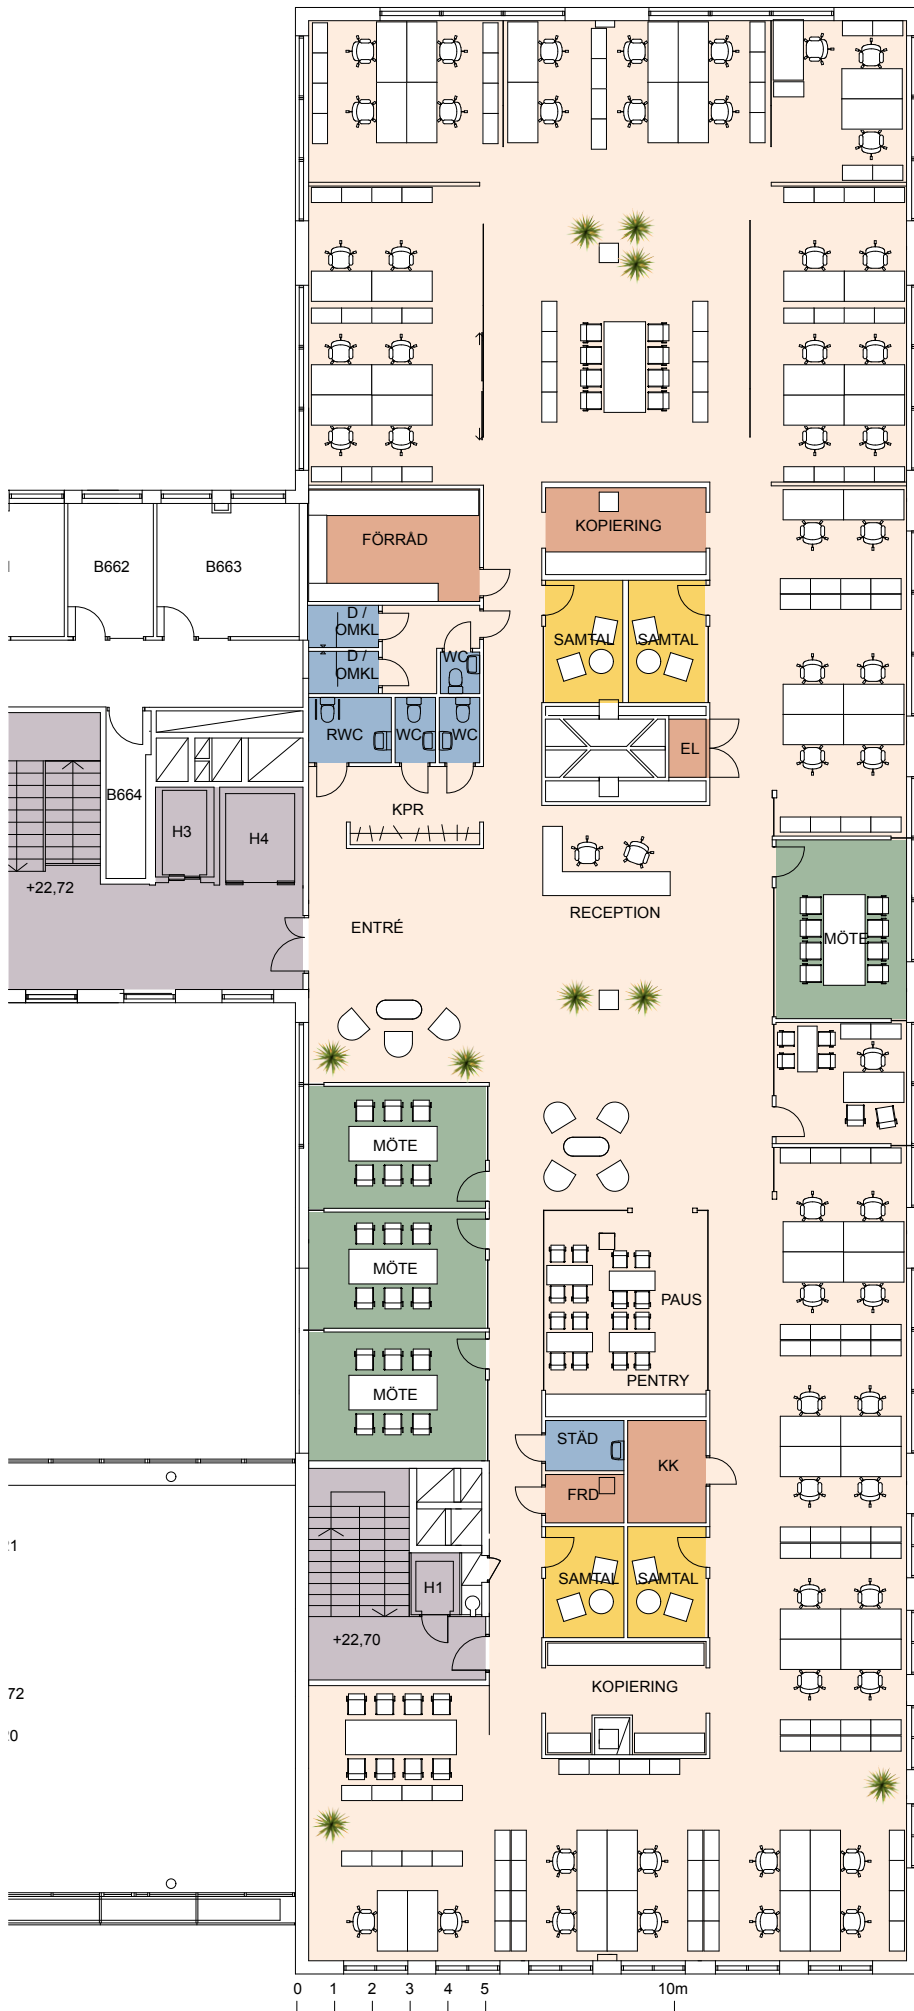 KOPIERING
FÖRRÅD
B662
B663
D /
OMKL
SAMTAL
SAMTAL
D /
OMKL
WC
RWC
WC
WC
EL
B664
KPR
H3
H4
+22,72
RECEPTION
ENTRÉ
MÖTE
MÖTE
MÖTE
PAUS
PENTRY
MÖTE
STÄD
KK
FRD
21
H1
SAMTAL
SAMTAL
+22,70
KOPIERING
72
20
0 1 2 3 4 5 10m